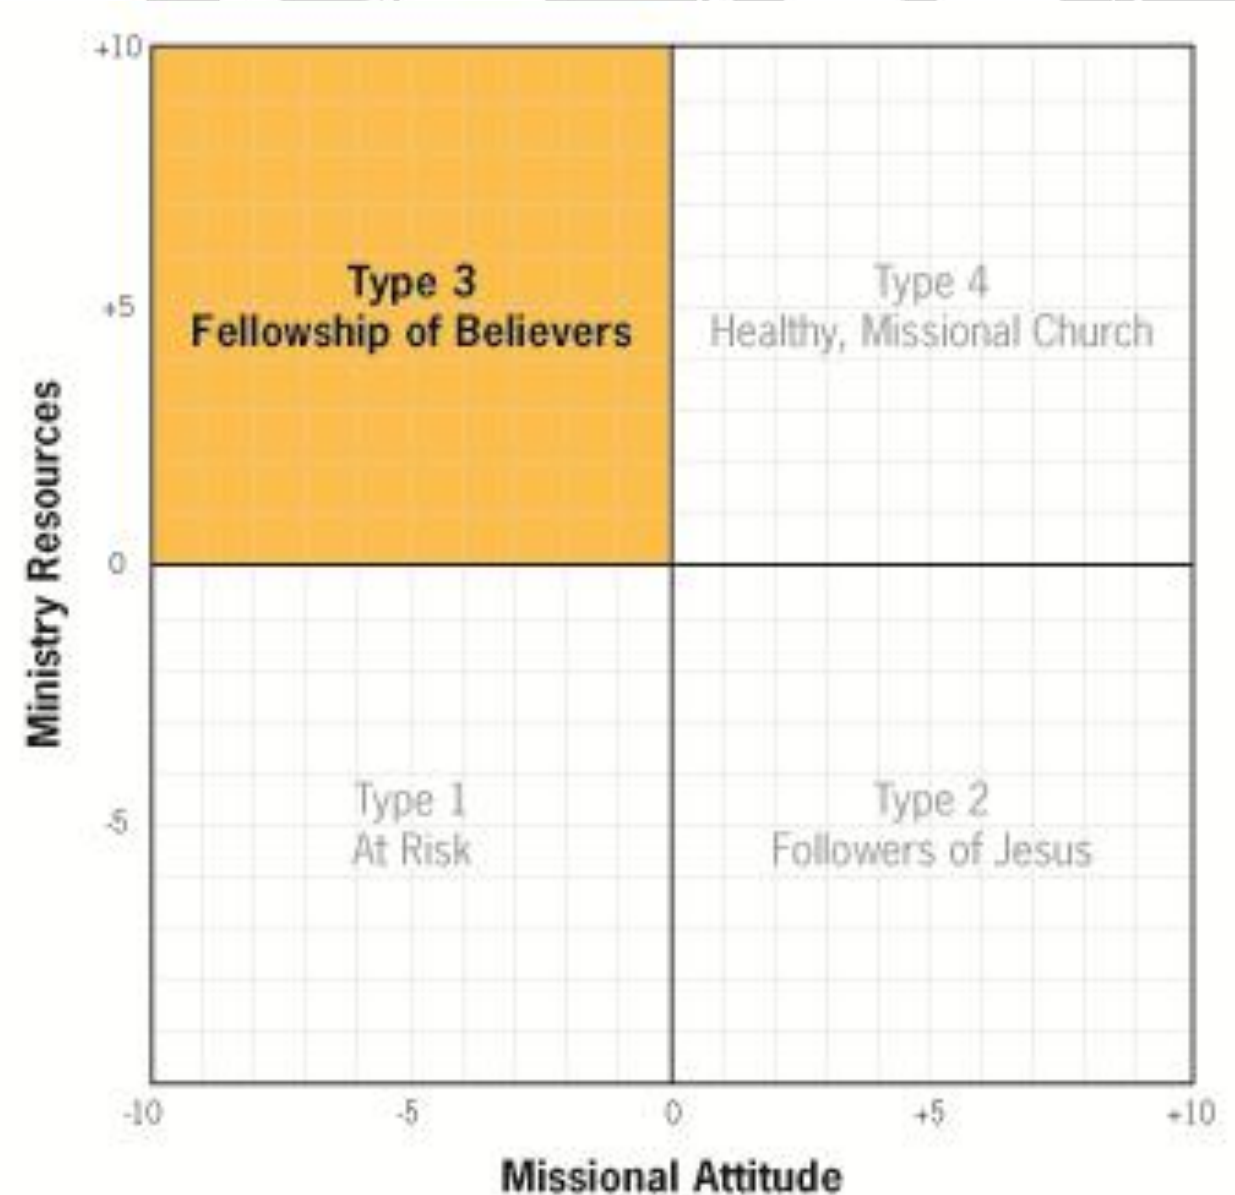 +10
Type 3
Fellowship of Believers
Type 4
Healthy, Missional Church
+5
Ministry Resources
0
Type 1
At Risk
Type 2
Followers of Jesus
-5
-10
-5
0
+5
+10
Missional Attitude